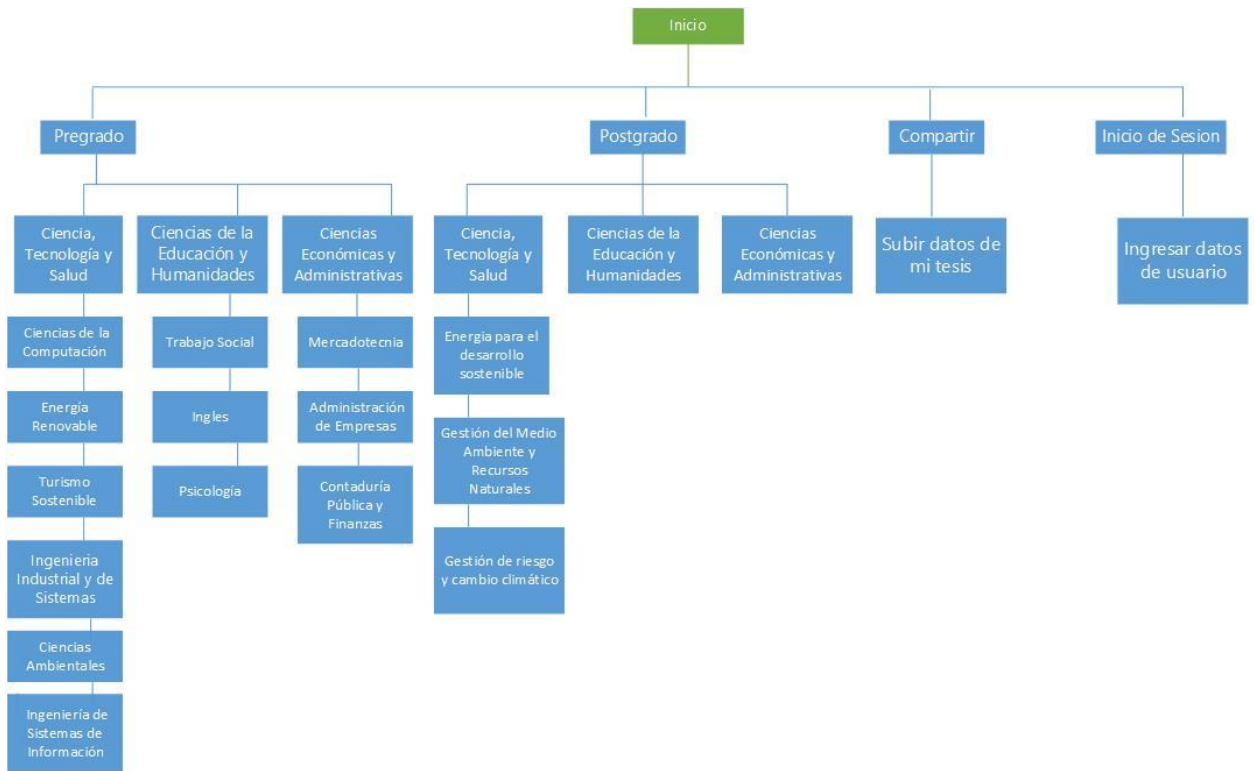 Inicio
Pregrado
Postgrado
Compartir
Inicio de Sesion
Ciencia,
Tecnología y
Salud
Ciencias de la
Educación y
Humanidades
Ciencias
Económicas y
Administrativas
Ciencia,
Tecnología y
Salud
Ciencias de la
Educación y
Humanidades
Ciencias
Económicas y
Administrativas
Subir datos de
mi tesis
Ingresar datos
de usuario
Ciencias de la
Computación
Trabajo Social
Mercadotecnia
Energia para el
desarrollo
sostenible
Energía
Renovable
Ingles
Administración
de Empresas
Gestión del Medio
Ambiente y
Recursos
Naturales
Turismo
Sostenible
Psicología
Contaduría
Pública y
Finanzas
Ingenieria
Industrial y de
Sistemas
Gestión de riesgo
y cambio climático
Ciencias
Ambientales
Ingeniería de
Sistemas de
Información